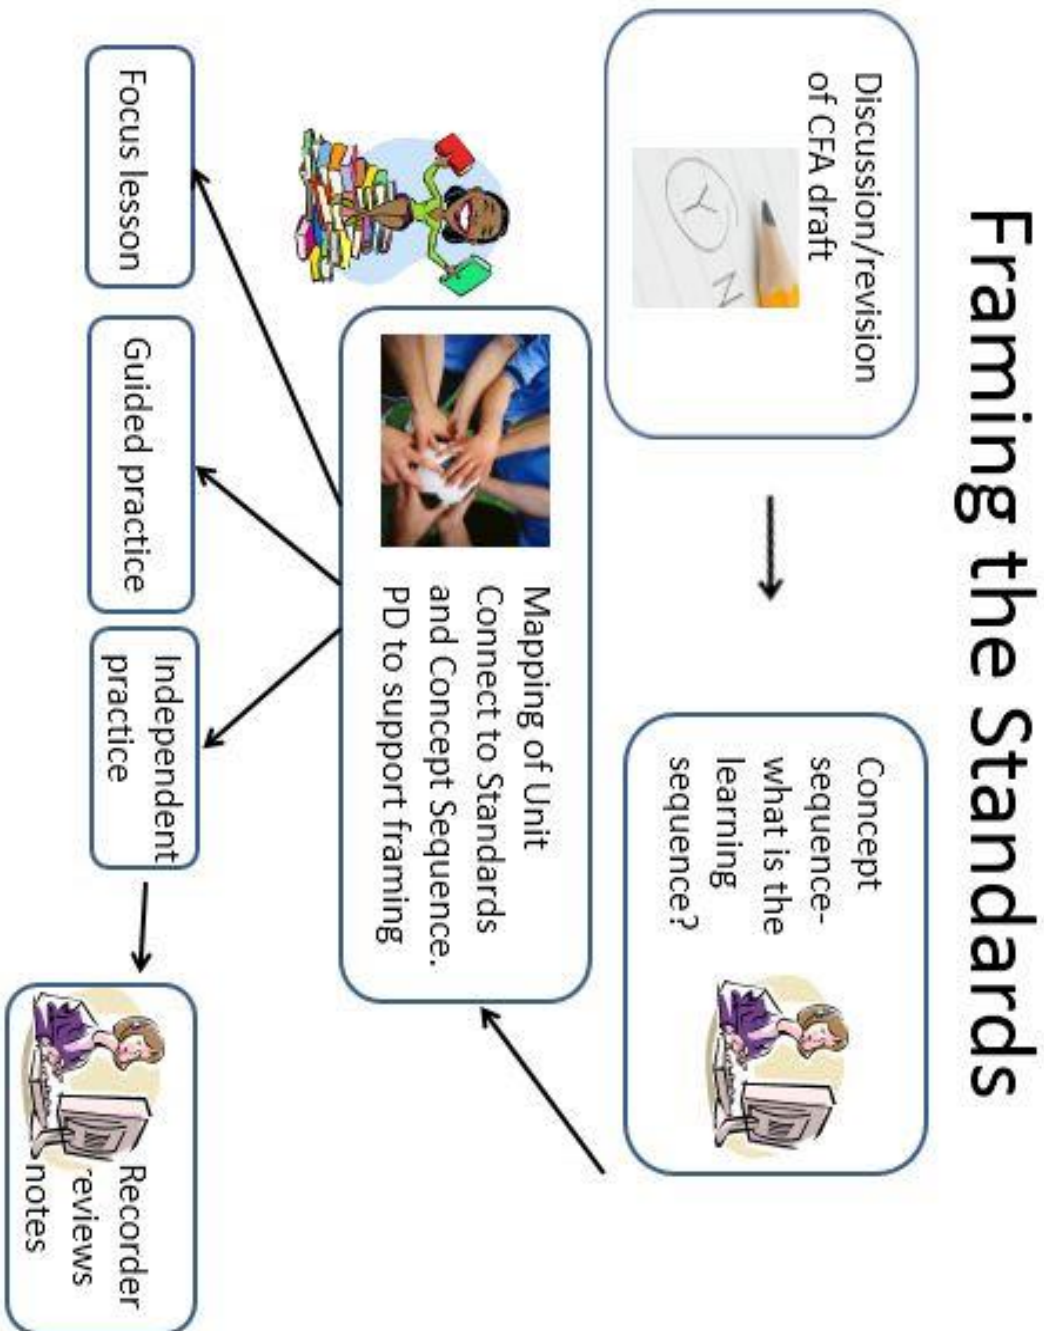 Framing the Standards
Discussion/revision
of CFA draft
Y
N
Concept
sequence-
what is the
learning
sequence?
Mapping of Unit
Connect to Standards
and Concept Sequence.
PD to support framing
Focus lesson
Guided practice
Independent
practice
Recorder
reviews
notes